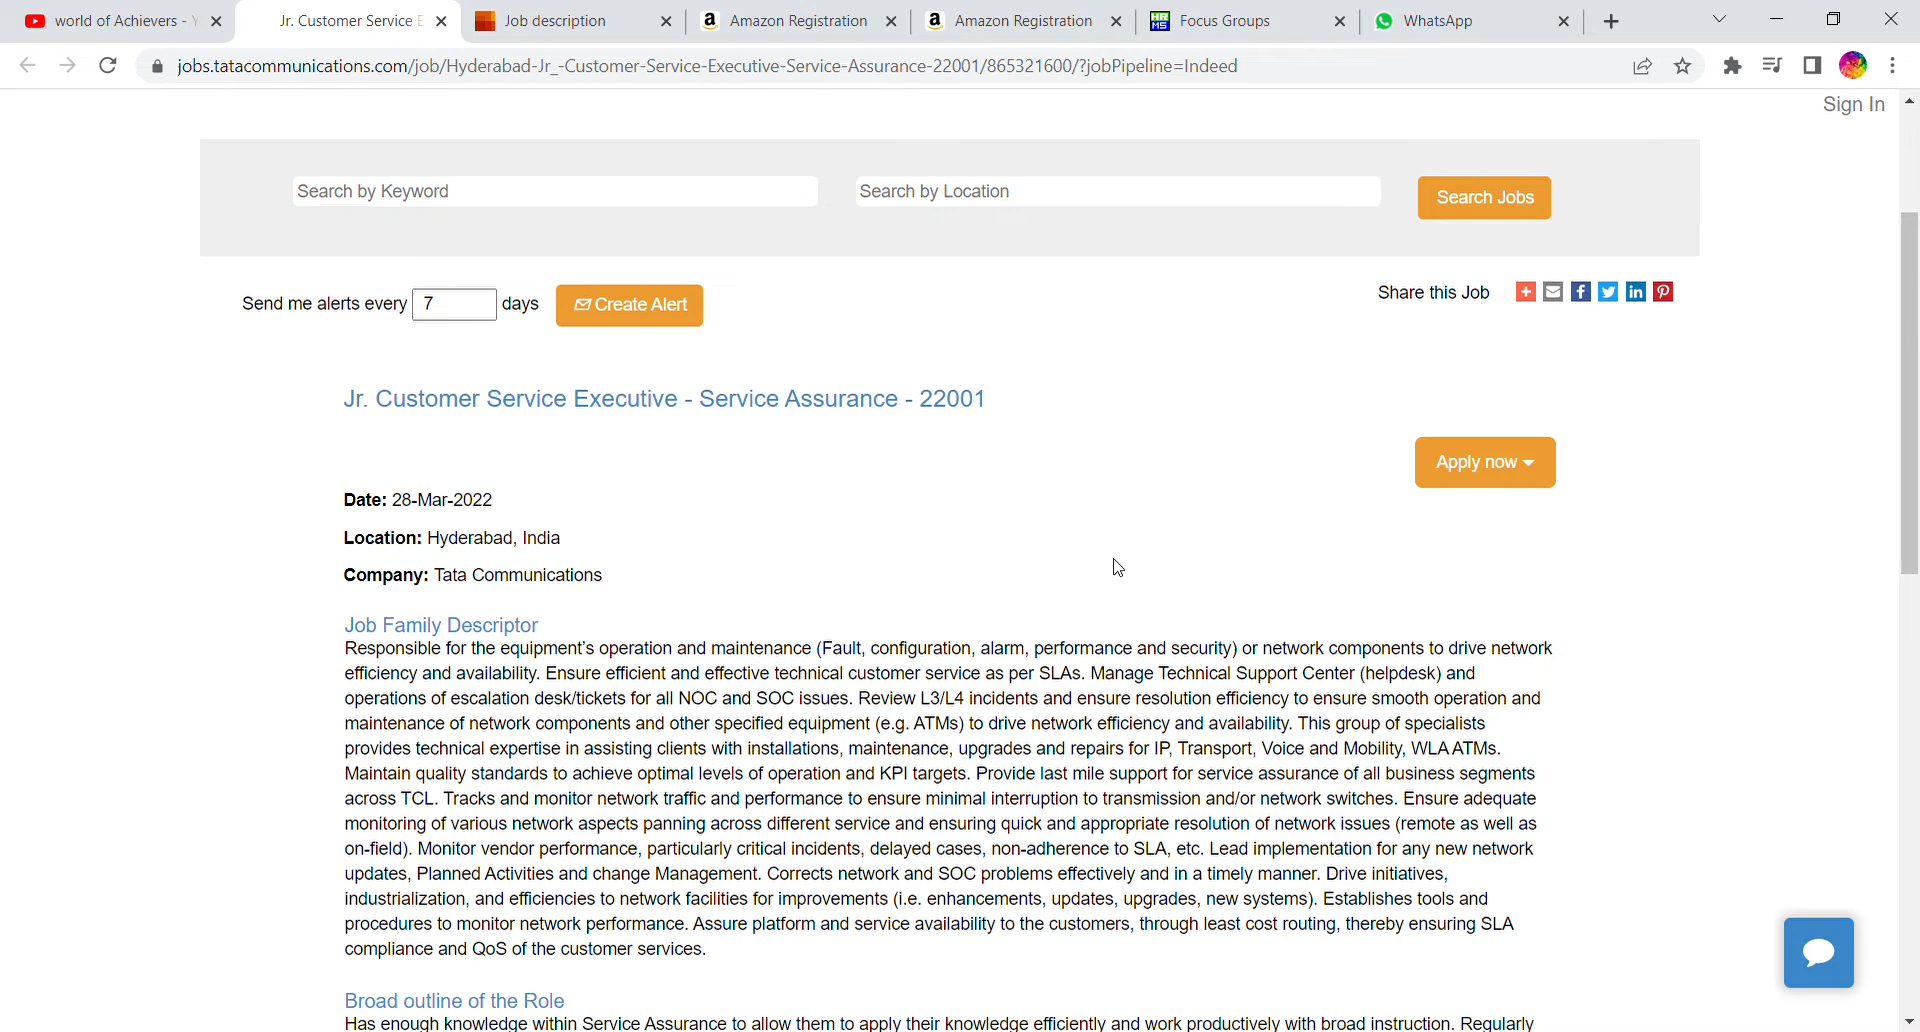 world of Achievers - Y
Jr. Customer Service E
Job description
Amazon Registration
Amazon Registration
Focus Groups
WhatsApp
jobs.tatacommunications.com/job/Hyderabad-Jr_-Customer-Service-Executive-Service-Assurance-22001/865321600/?jobPipeline=Indeed
Sign In
Search by Keyword
Search by Location
Search Jobs
Send me alerts every 7 days
Create Alert
Share this Job
Jr. Customer Service Executive - Service Assurance - 22001
Apply now
Date: 28-Mar-2022
Location: Hyderabad, India
Company: Tata Communications
Job Family Descriptor
Responsible for the equipment’s operation and maintenance (Fault, configuration, alarm, performance and security) or network components to drive network
efficiency and availability. Ensure efficient and effective technical customer service as per SLAs. Manage Technical Support Center (helpdesk) and
operations of escalation desk/tickets for all NOC and SOC issues. Review L3/L4 incidents and ensure resolution efficiency to ensure smooth operation and
maintenance of network components and other specified equipment (e.g. ATMs) to drive network efficiency and availability. This group of specialists
provides technical expertise in assisting clients with installations, maintenance, upgrades and repairs for IP, Transport, Voice and Mobility, WLA ATMs.
Maintain quality standards to achieve optimal levels of operation and KPI targets. Provide last mile support for service assurance of all business segments
across TCL. Tracks and monitor network traffic and performance to ensure minimal interruption to transmission and/or network switches. Ensure adequate
monitoring of various network aspects panning across different service and ensuring quick and appropriate resolution of network issues (remote as well as
on-field). Monitor vendor performance, particularly critical incidents, delayed cases, non-adherence to SLA, etc. Lead implementation for any new network
updates, Planned Activities and change Management. Corrects network and SOC problems effectively and in a timely manner. Drive initiatives,
industrialization, and efficiencies to network facilities for improvements (i.e. enhancements, updates, upgrades, new systems). Establishes tools and
procedures to monitor network performance. Assure platform and service availability to the customers, through least cost routing, thereby ensuring SLA
compliance and QoS of the customer services.
Broad outline of the Role
Has enough knowledge within Service Assurance to allow them to apply their knowledge efficiently and work productively with broad instruction. Regularly